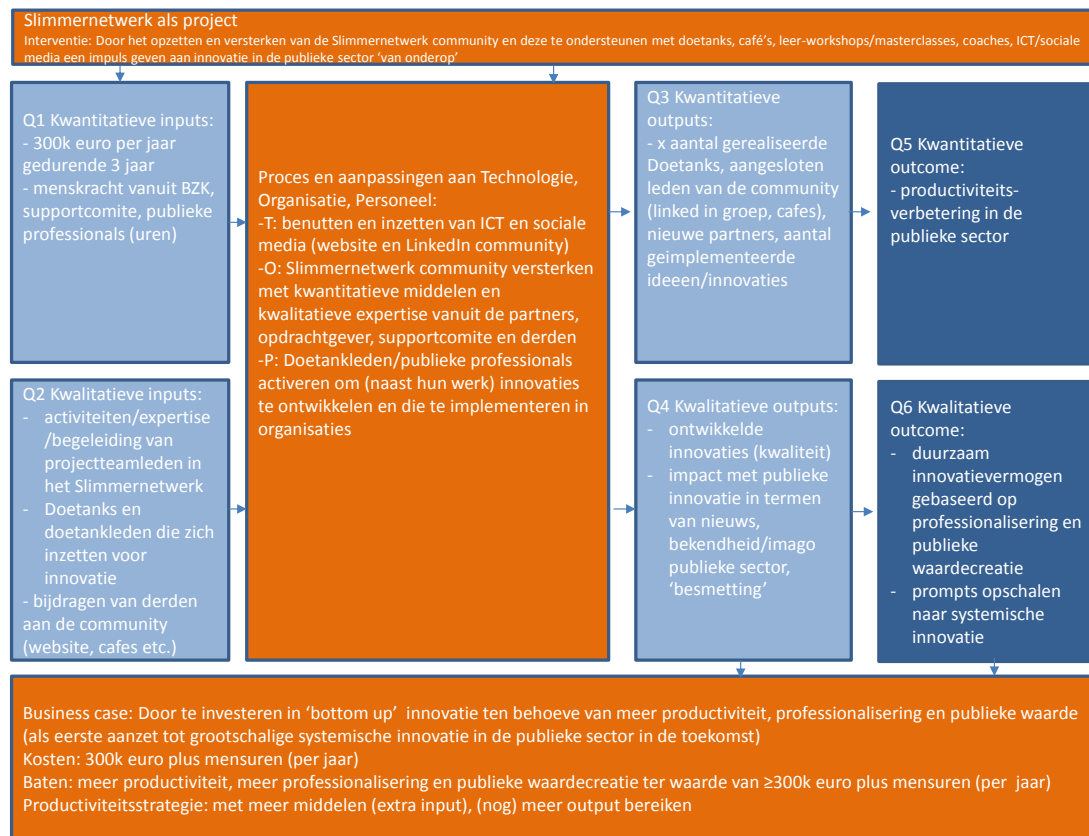 Slimmernetwerk als project
Interventie: Door het opzetten en versterken van de Slimmernetwerk community en deze te ondersteunen met doetanks, café's, leer-workshops/masterclasses, coaches, ICT/sociale
media een impuls geven aan innovatie in de publieke sector 'van onderop'
Q1 Kwantitatieve inputs:
- 300k euro per jaar
gedurende 3 jaar
- menskracht vanuit BZK,
supportcomite, publieke
professionals (uren)
Q2 Kwalitatieve inputs:
- activiteiten/expertise
/begeleiding van
projectteamleden in
het Slimmernetwerk
- Doetanks en
doetankleden die zich
inzetten voor
innovatie
- bijdragen van derden
aan de community
(website, cafes etc.)
Proces en aanpassingen aan Technologie,
Organisatie, Personeel:
-T: benutten en inzetten van ICT en sociale
media (website en LinkedIn community)
-O: Slimmernetwerk community versterken
met kwantitatieve middelen en
kwalitatieve expertise vanuit de partners,
opdrachtgever, supportcomite en derden
-P: Doetankleden/publieke professionals
activeren om (naast hun werk) innovaties
te ontwikkelen en die te implementeren in
organisaties
Q3 Kwantitatieve
outputs:
- x aantal gerealiseerde
Doetanks, aangesloten
leden van de community
(linked in groep, cafes),
nieuwe partners, aantal
geimplementeerde
ideeen/innovaties
Q4 Kwalitatieve outputs:
- ontwikkelde
innovaties (kwaliteit)
- impact met publieke
innovatie in termen
van nieuws,
bekendheid/imago
publieke sector,
'besmetting'
Q5 Kwantitatieve
outcome:
- productiviteits-
verbetering in de
publieke sector
Q6 Kwalitatieve
outcome:
- duurzaam
innovatievermogen
gebaseerd op
professionalisering en
publieke
waardecreatie
- prompts opschalen
naar systemische
innovatie
Business case: Door te investeren in 'bottom up' innovatie ten behoeve van meer productiviteit, professionalisering en publieke waarde
(als eerste aanzet tot grootschalige systemische innovatie in de publieke sector in de toekomst)
Kosten: 300k euro plus mensuren (per jaar)
Baten: meer productiviteit, meer professionalisering en publieke waardecreatie ter waarde van ≥300k euro plus mensuren (per jaar)
Productiviteitsstrategie: met meer middelen (extra input), (nog) meer output bereiken